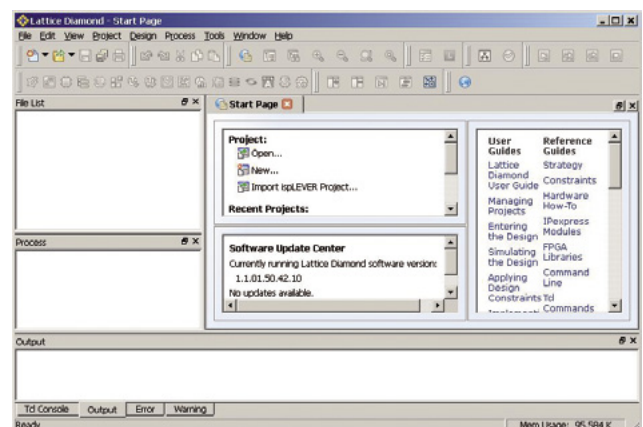 Lattice Diamond - Start Page
File Edit View Project Design Process Tools Window Help
File List
Start Page
Project:
Open...
New...
Import ispLEVER Project...
Recent Projects:
Software Update Center
Currently running Lattice Diamond software version:
1.1.01.50.42.10
No updates available.
User Guides
Lattice Diamond User Guide
Managing Projects
Entering the Design
Simulating the Design
Applying Design Constraints
Reference Guides
Strategy
Constraints
Hardware How-To
IPexpress Modules
FPGA Libraries
Command Line
Tcl Commands
Process
Output
Tcl Console Output Error Warning
Ready
Mem Usage: 95,584 K